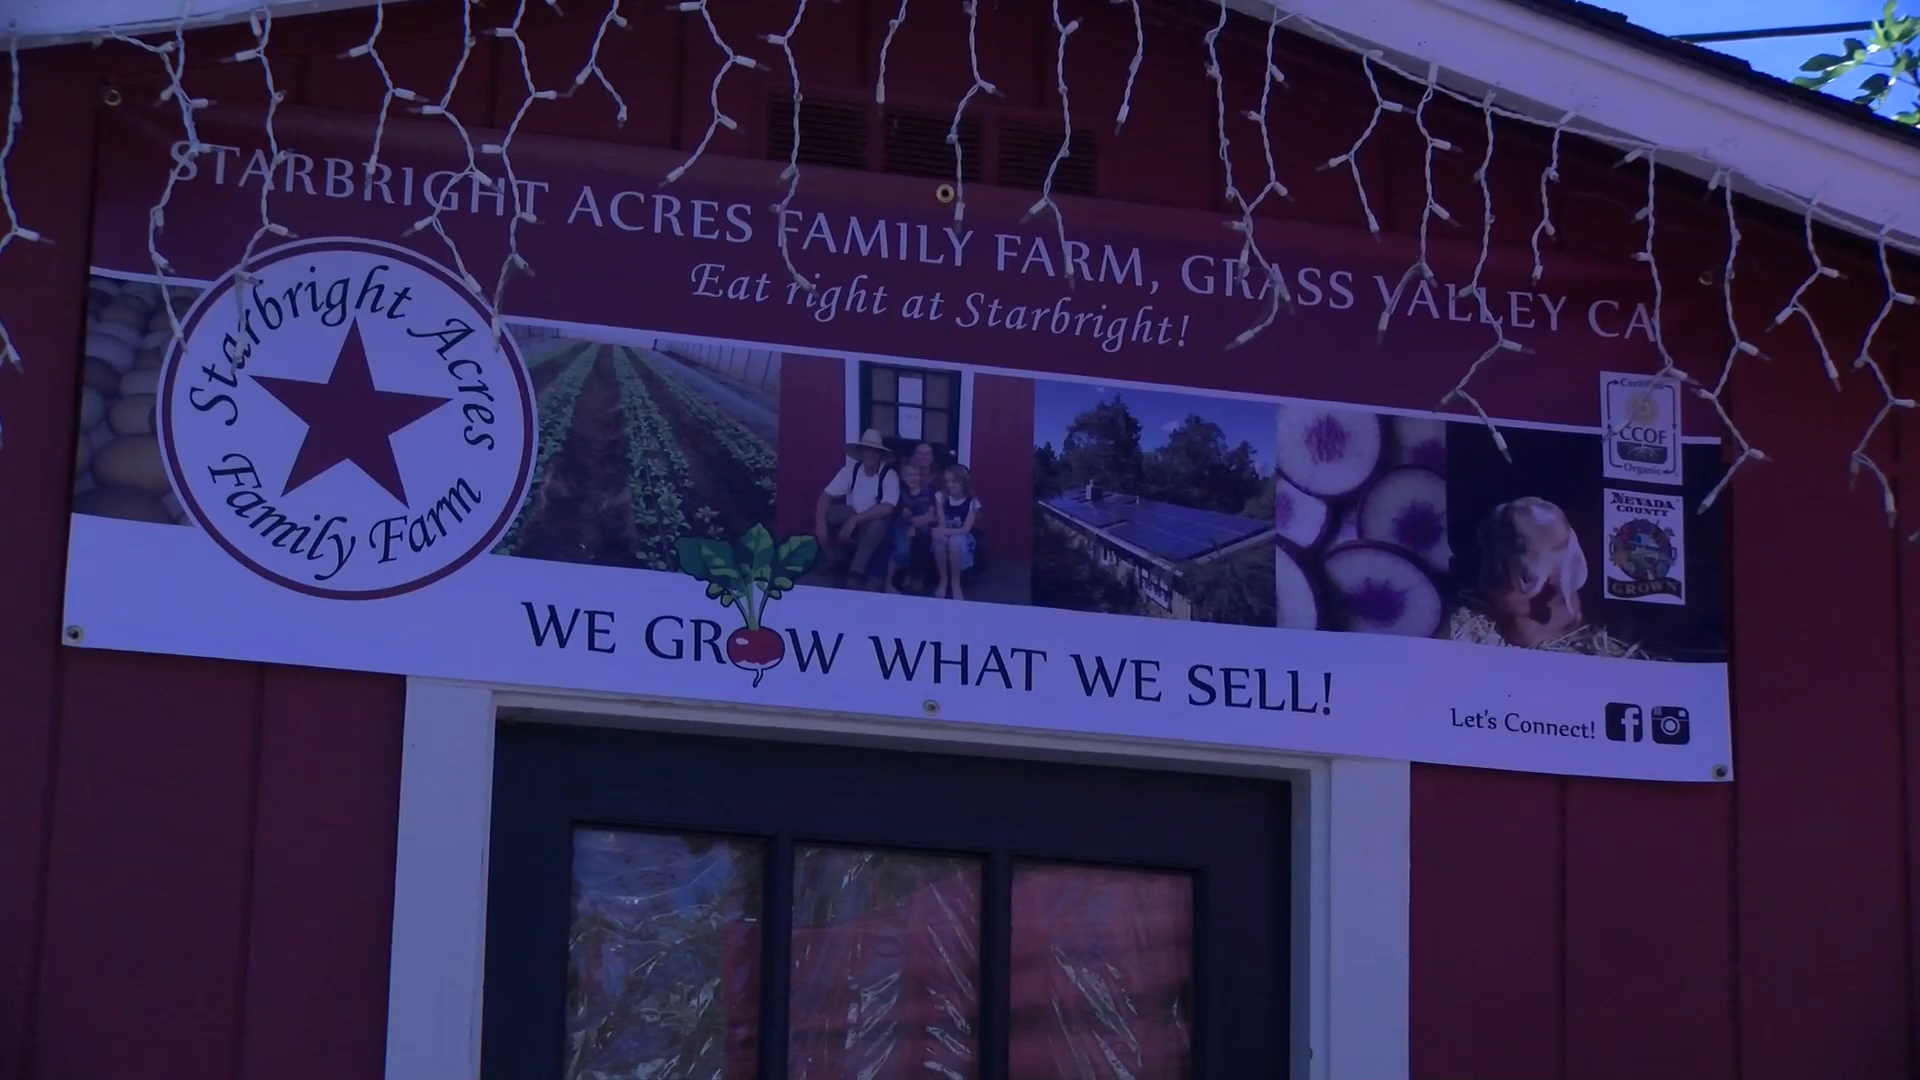 STARBRIGHT ACRES FAMILY FARM, GRASS VALLEY CA
Eat right at Starbright!
Starbright Acres
Family Farm
Certified
CCOF
Organic
NEVADA
COUNTY
GROWN
WE GROW WHAT WE SELL!
Let's Connect!